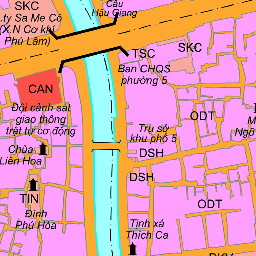 SKC
Cầu
Hậu Giang
.ty Sa Me Cô
(X.N Cơ khí
Phú Lâm)
TSC
SKC
Ban CHQS
phường 5
CAN
Đội cảnh sát
giao thông
trật tự cơ động
ODT
Trụ sở
khu phố 5
M
Ngô
Chùa
Liên Hoa
DSH
DSH
TIN
Đình
Phú Hòa
ODT
Tịnh xá
Thích Ca
DKV